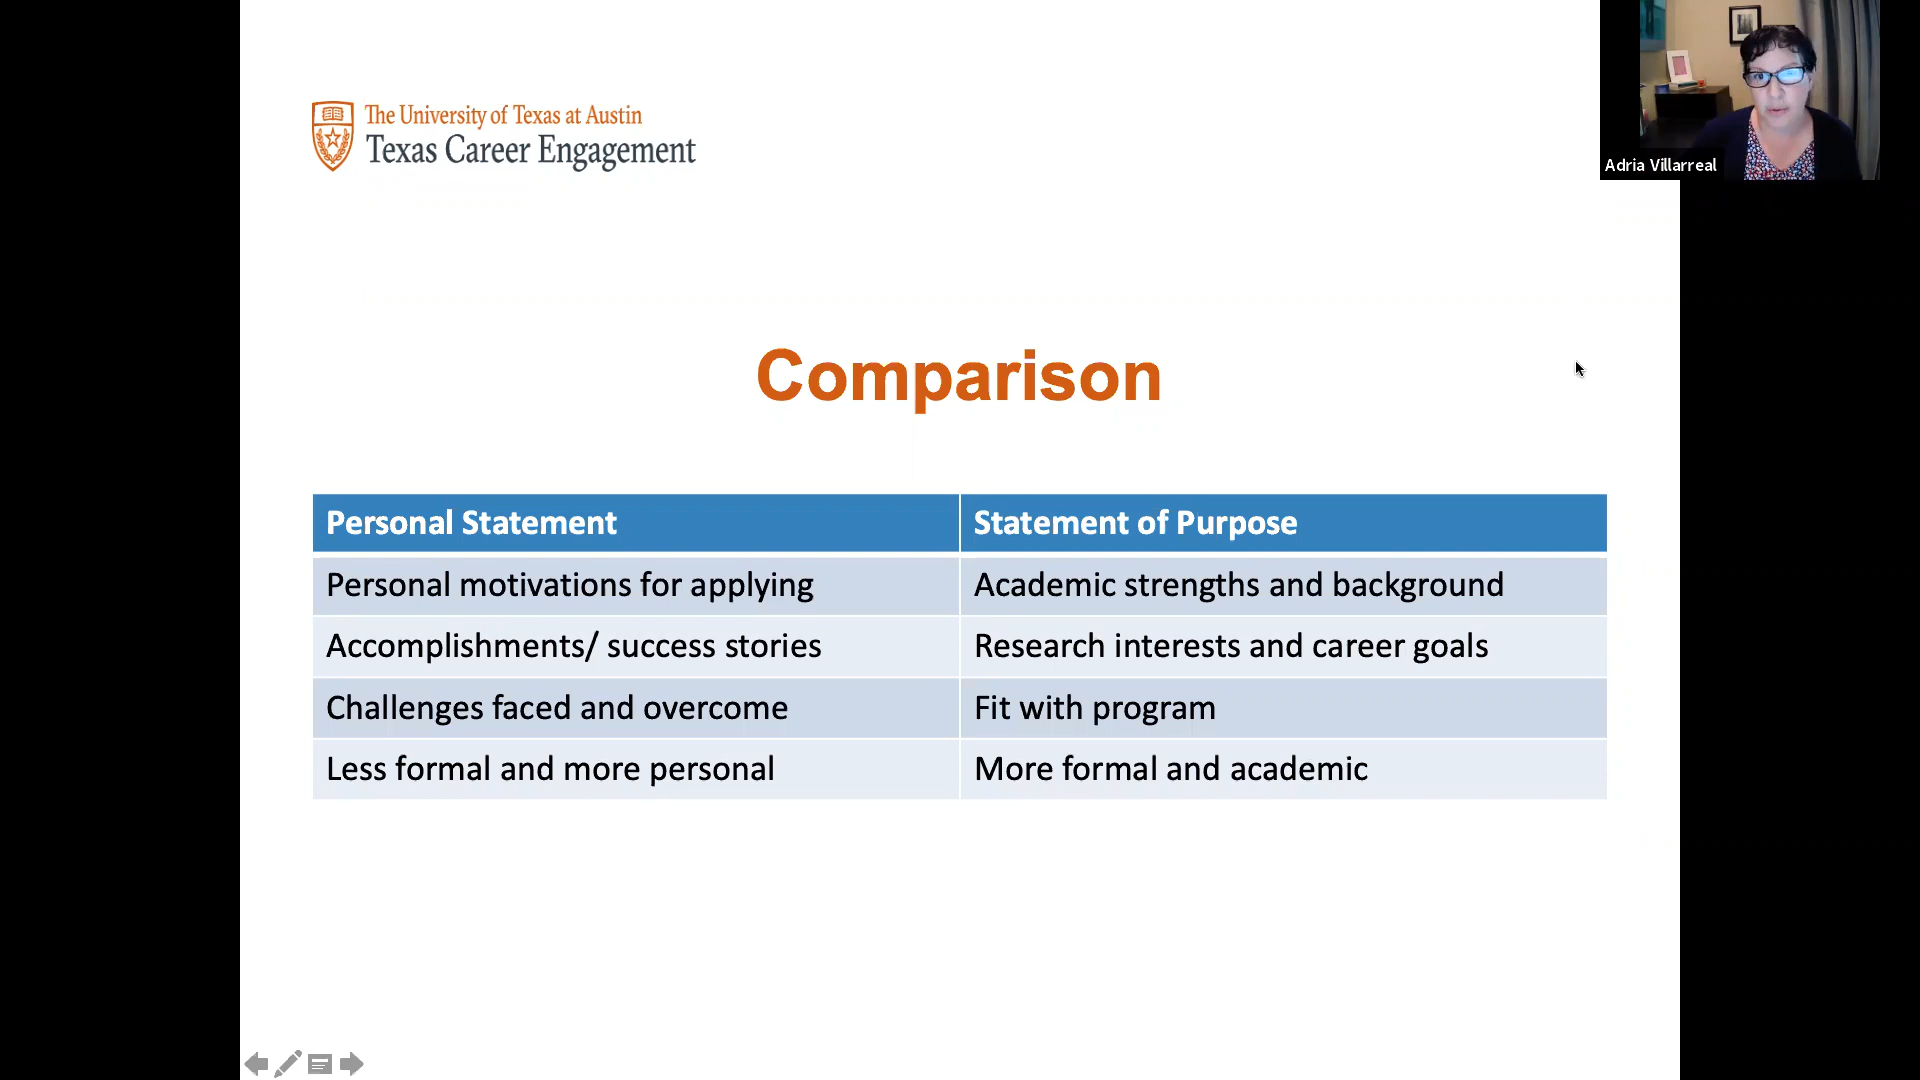 The University of Texas at Austin
Texas Career Engagement
Adria Villarreal
Comparison
Personal Statement
Statement of Purpose
Personal motivations for applying
Academic strengths and background
Accomplishments/ success stories
Research interests and career goals
Challenges faced and overcome
Fit with program
Less formal and more personal
More formal and academic